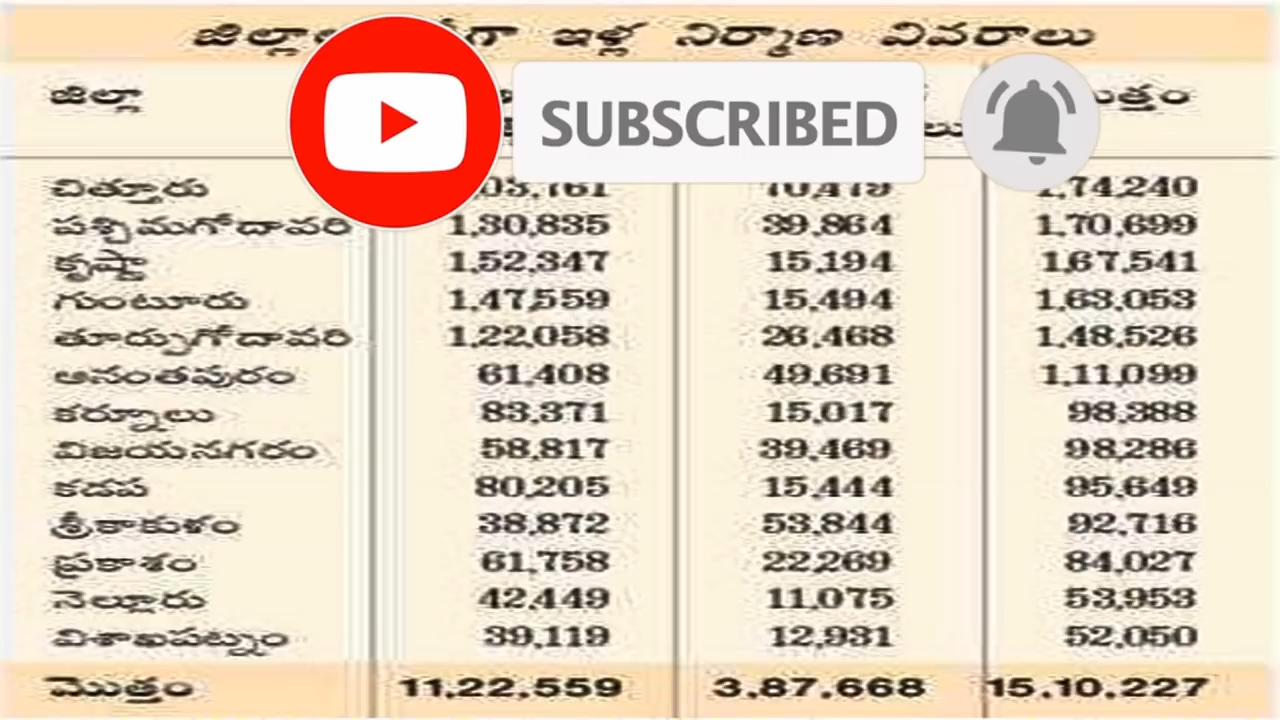 ఇళ్ల నిర్మాణ వివరాలు
జిల్లా
SUBSCRIBED
చిత్తూరు 1,74,240
పశ్చిమగోదావరి 1,30,835 39,864 1,70,699
కృష్ణా 1,52,347 15,194 1,67,541
గుంటూరు 1,47,559 15,494 1,63,053
తూర్పుగోదావరి 1,22,058 26,468 1,48,526
అనంతపురం 61,408 49,691 1,11,099
కర్నూలు 83,371 15,017 98,388
విజయనగరం 58,817 39,469 98,286
కడప 80,205 15,444 95,649
శ్రీకాకుళం 38,872 53,844 92,716
ప్రకాశం 61,758 22,269 84,027
నెల్లూరు 42,449 11,075 53,953
విశాఖపట్నం 39,119 12,931 52,050
మొత్తం 11,22,559 3,87,668 15,10,227